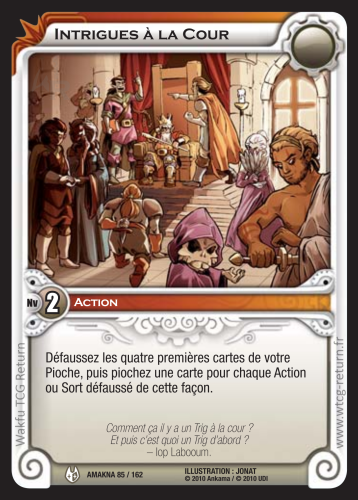 Intrigues à la Cour
Nv 2 Action
Défaussez les quatre premières cartes de votre
Pioche, puis piochez une carte pour chaque Action
ou Sort défaussé de cette façon.
Comment ça il y a un Trig à la cour ?
Et puis c'est quoi un Trig d'abord ?
– Iop Labooum.
AMAKNA 85 / 162
ILLUSTRATION : JONAT
© 2010 Ankama / © 2010 UDI
Wakfu TCG Return
www.wtcg-return.fr